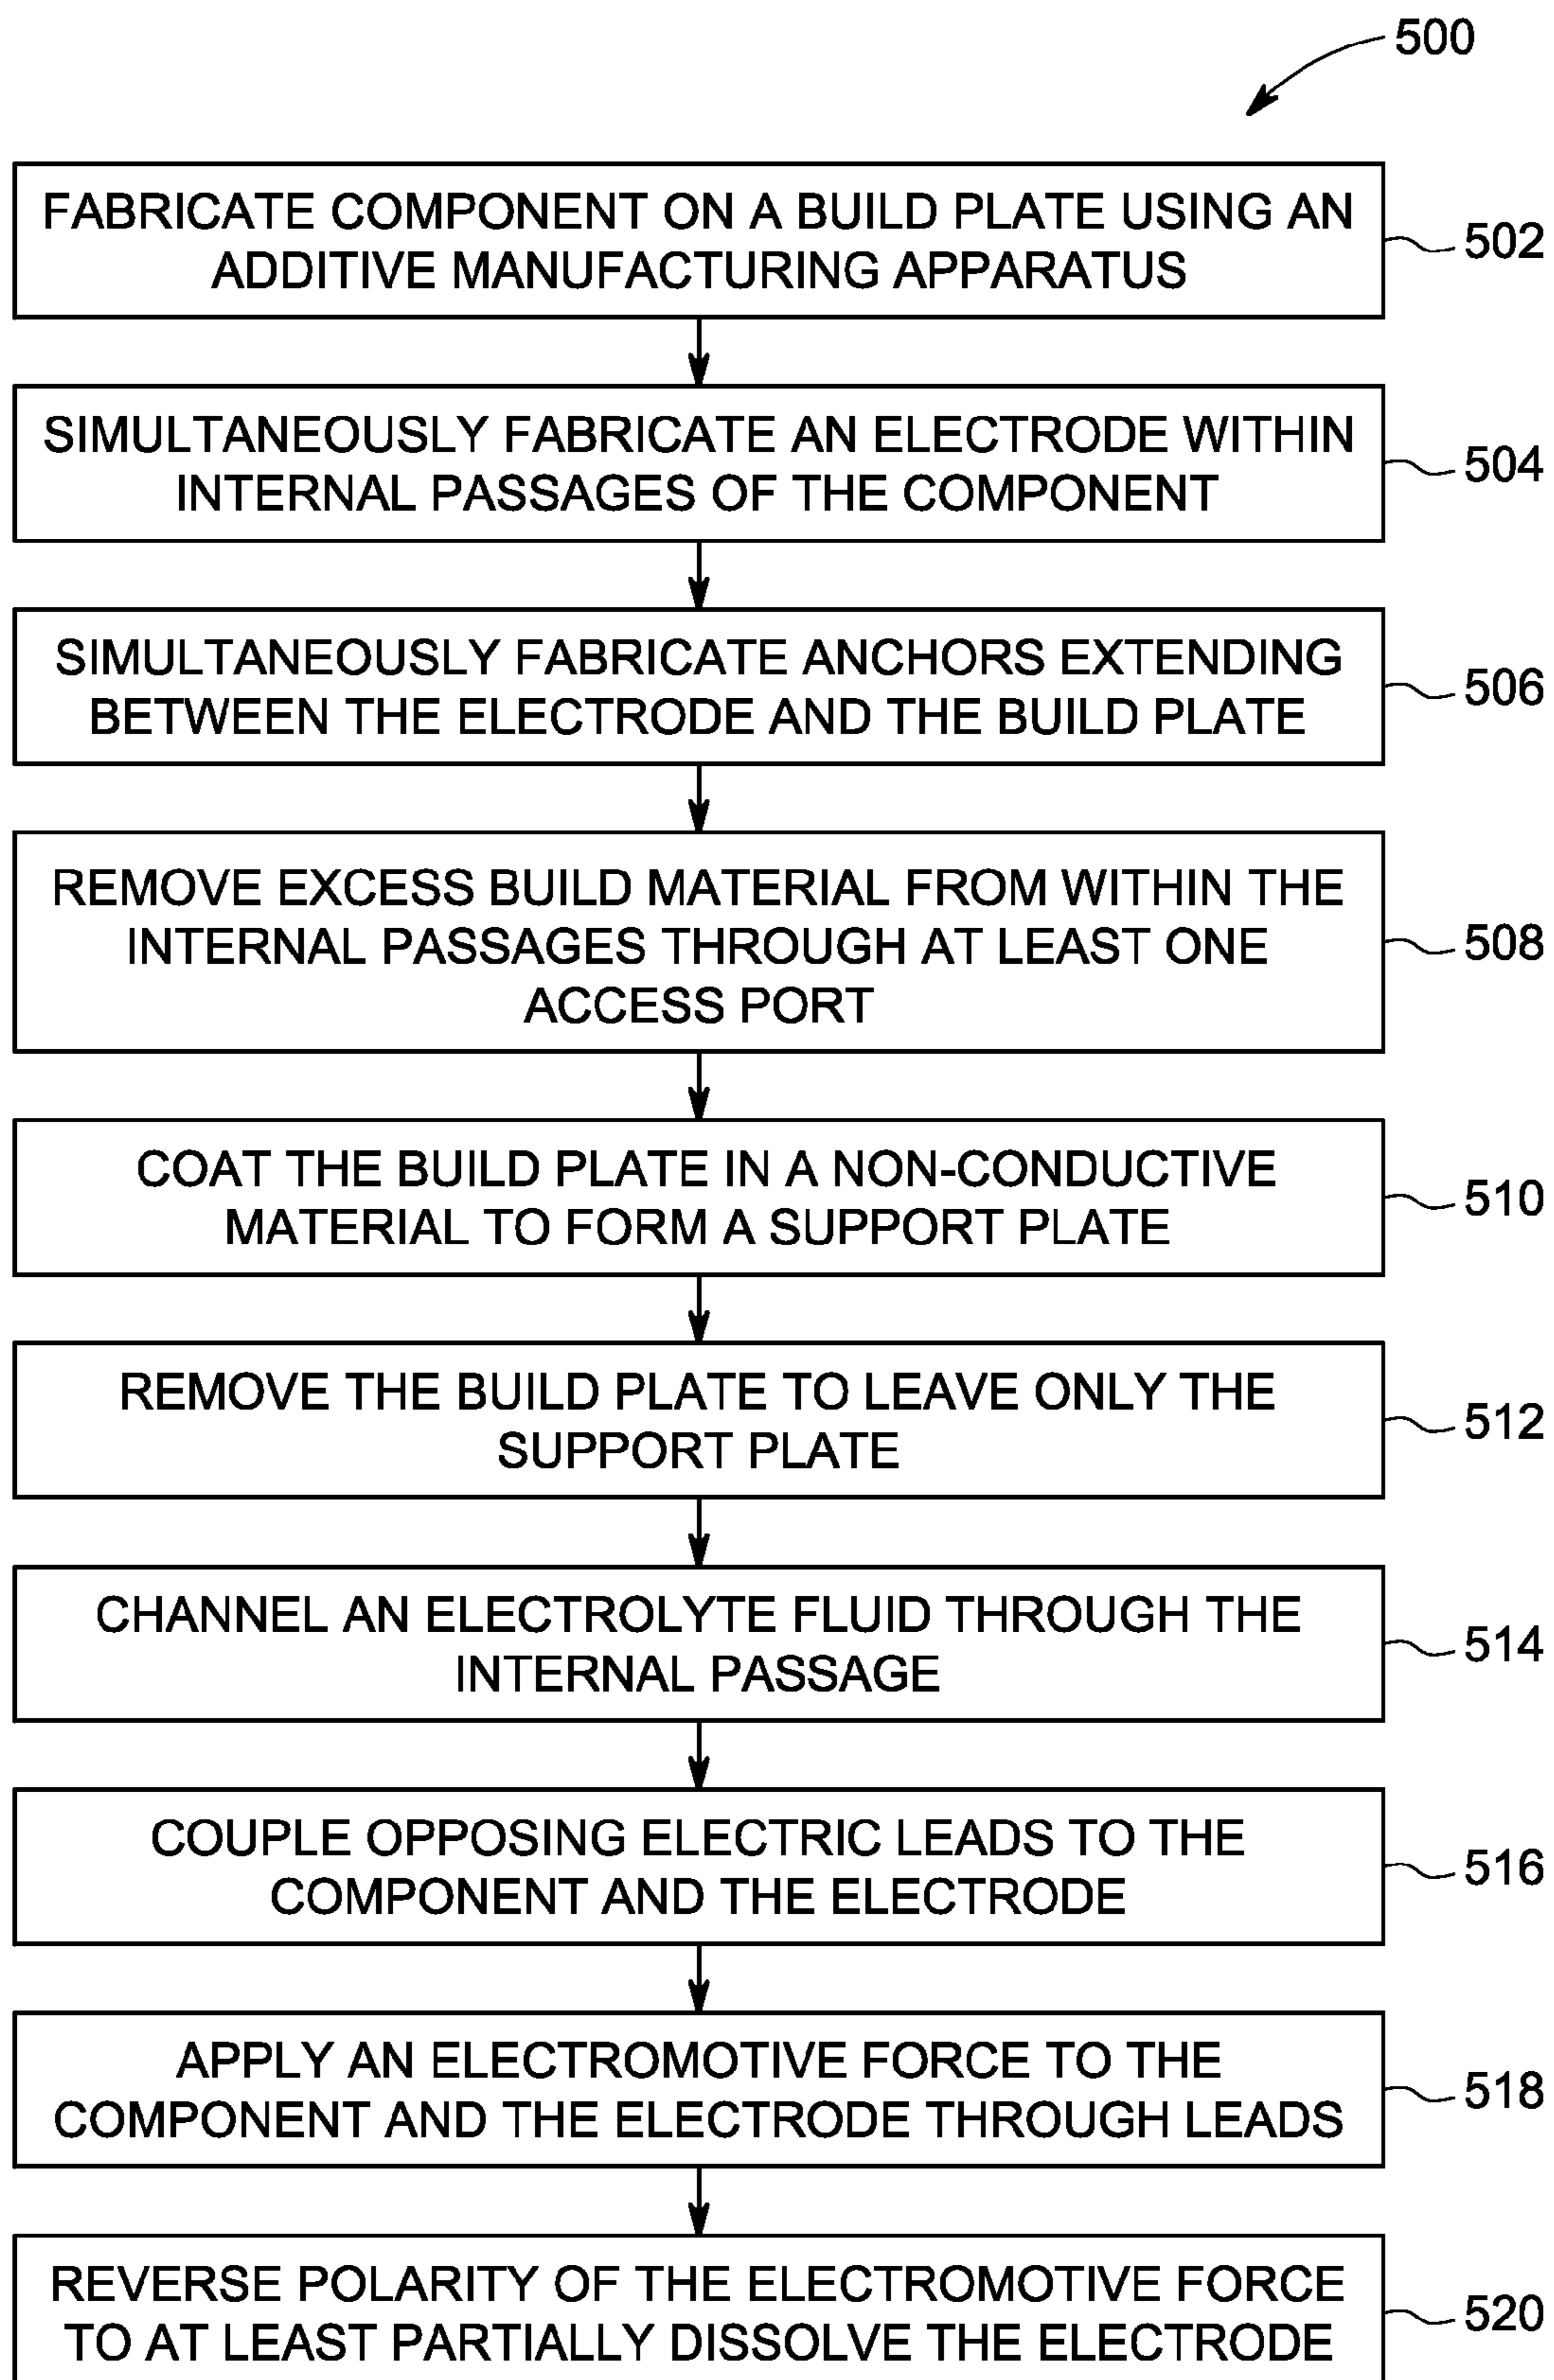 500
FABRICATE COMPONENT ON A BUILD PLATE USING AN
ADDITIVE MANUFACTURING APPARATUS
502
SIMULTANEOUSLY FABRICATE AN ELECTRODE WITHIN
INTERNAL PASSAGES OF THE COMPONENT
504
SIMULTANEOUSLY FABRICATE ANCHORS EXTENDING
BETWEEN THE ELECTRODE AND THE BUILD PLATE
506
REMOVE EXCESS BUILD MATERIAL FROM WITHIN THE
INTERNAL PASSAGES THROUGH AT LEAST ONE
ACCESS PORT
508
COAT THE BUILD PLATE IN A NON-CONDUCTIVE
MATERIAL TO FORM A SUPPORT PLATE
510
REMOVE THE BUILD PLATE TO LEAVE ONLY THE
SUPPORT PLATE
512
CHANNEL AN ELECTROLYTE FLUID THROUGH THE
INTERNAL PASSAGE
514
COUPLE OPPOSING ELECTRIC LEADS TO THE
COMPONENT AND THE ELECTRODE
516
APPLY AN ELECTROMOTIVE FORCE TO THE
COMPONENT AND THE ELECTRODE THROUGH LEADS
518
REVERSE POLARITY OF THE ELECTROMOTIVE FORCE
TO AT LEAST PARTIALLY DISSOLVE THE ELECTRODE
520